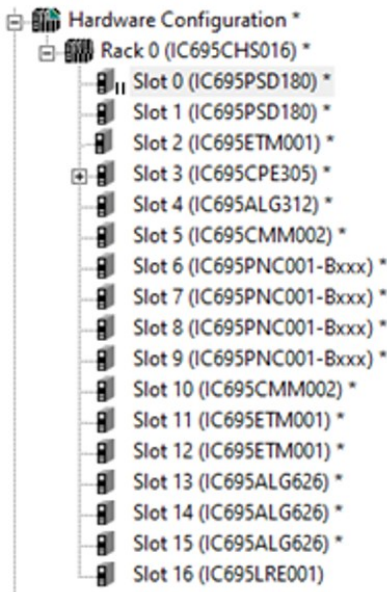 Hardware Configuration *
Rack 0 (IC695CHS016) *
Slot 0 (IC695PSD180) *
Slot 1 (IC695PSD180) *
Slot 2 (IC695ETM001) *
Slot 3 (IC695CPE305) *
Slot 4 (IC695ALG312) *
Slot 5 (IC695CMM002) *
Slot 6 (IC695PNC001-Bxxx) *
Slot 7 (IC695PNC001-Bxxx) *
Slot 8 (IC695PNC001-Bxxx) *
Slot 9 (IC695PNC001-Bxxx) *
Slot 10 (IC695CMM002) *
Slot 11 (IC695ETM001) *
Slot 12 (IC695ETM001) *
Slot 13 (IC695ALG626) *
Slot 14 (IC695ALG626) *
Slot 15 (IC695ALG626) *
Slot 16 (IC695LRE001)